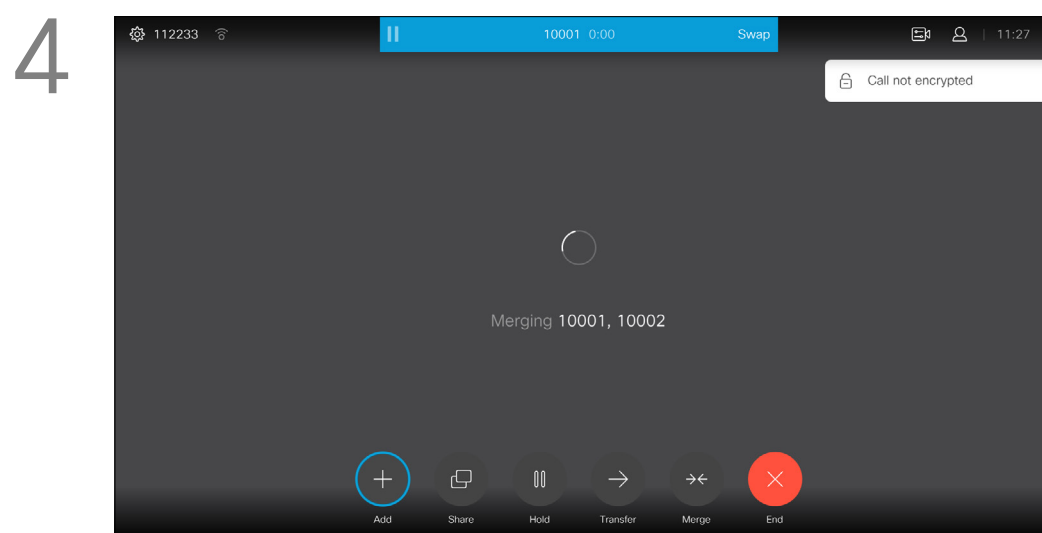 4
112233
10001 0:00 Swap
11:27
Call not encrypted
Merging 10001, 10002
Add Share Hold Transfer Merge End